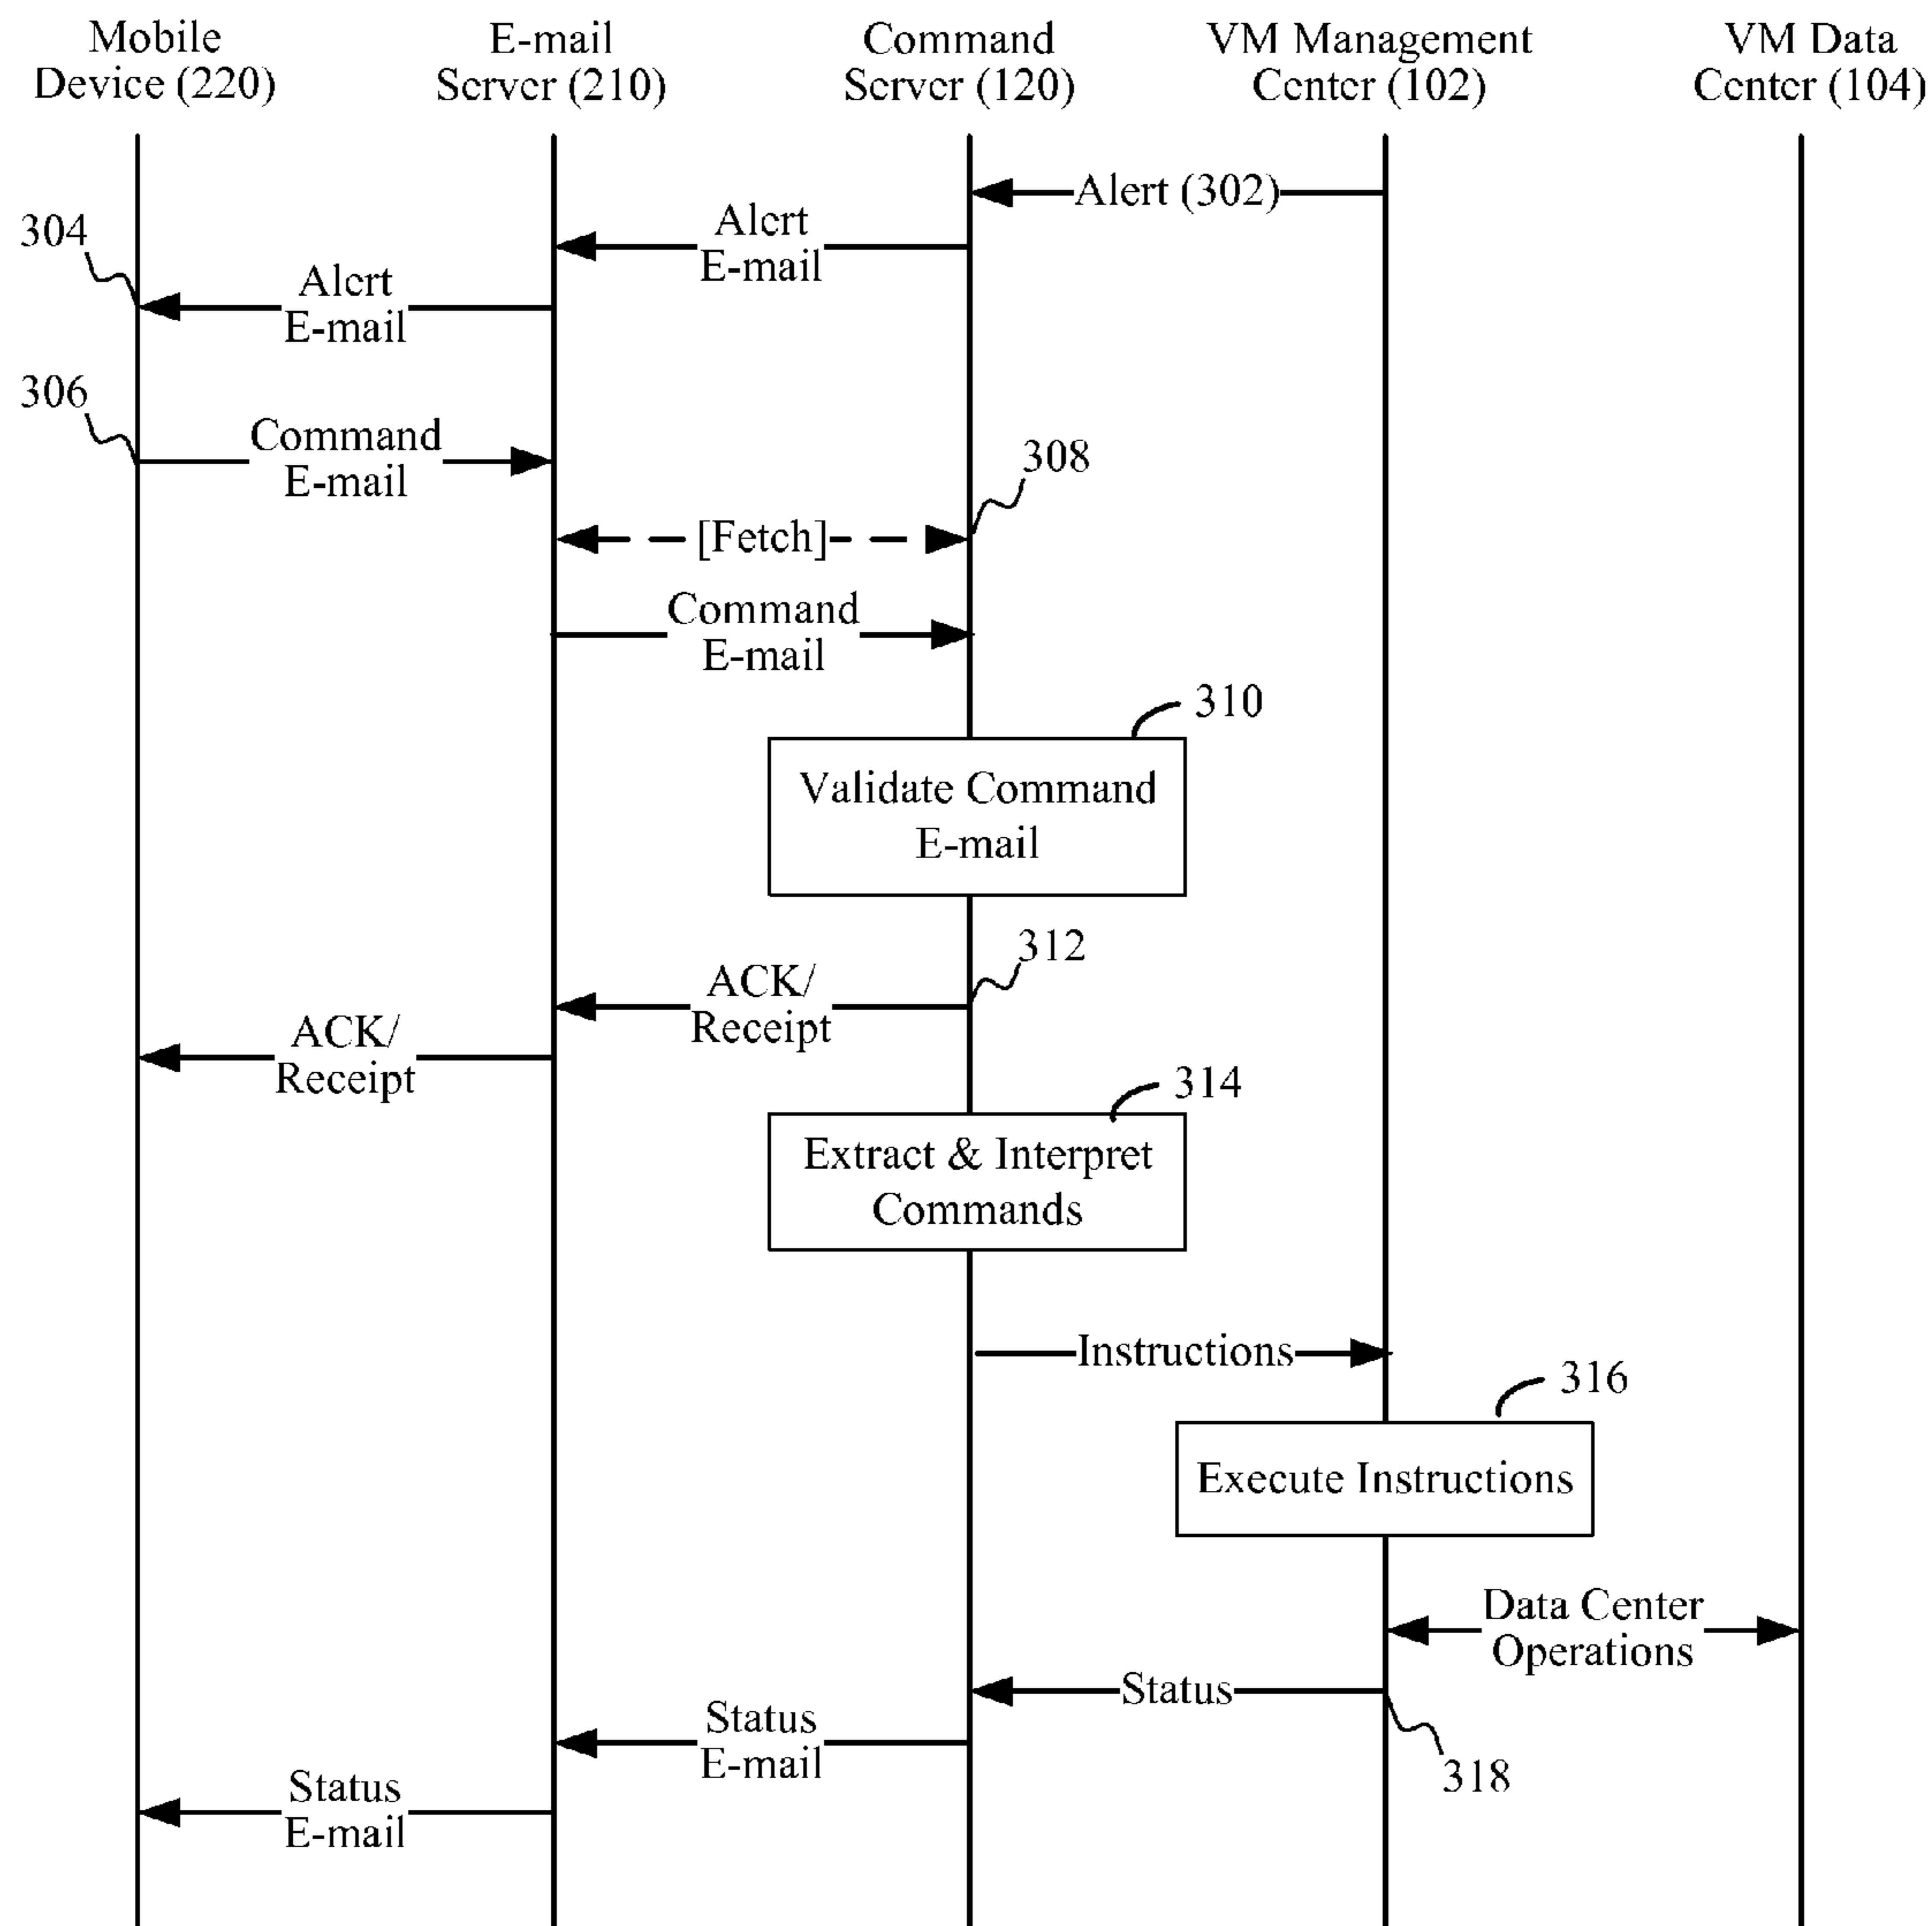 Mobile
Device (220)
E-mail
Server (210)
Command
Server (120)
VM Management
Center (102)
VM Data
Center (104)
Alert (302)
Alert
E-mail
304
Alert
E-mail
306
Command
E-mail
308
[Fetch]
Command
E-mail
310
Validate Command
E-mail
312
ACK/
Receipt
ACK/
Receipt
314
Extract & Interpret
Commands
Instructions
316
Execute Instructions
Data Center
Operations
Status
318
Status
E-mail
Status
E-mail